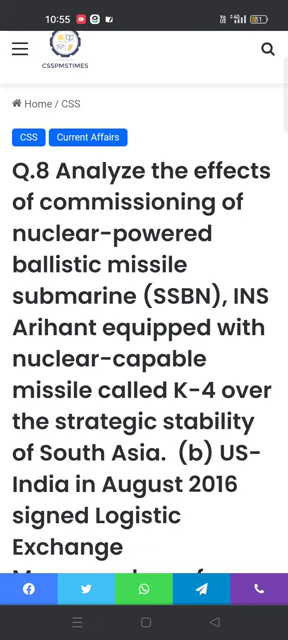 10:55
81
CSSPMSTIMES
Home / CSS
CSS
Current Affairs
Q.8 Analyze the effects
of commissioning of
nuclear-powered
ballistic missile
submarine (SSBN), INS
Arihant equipped with
nuclear-capable
missile called K-4 over
the strategic stability
of South Asia.  (b) US-
India in August 2016
signed Logistic
Exchange